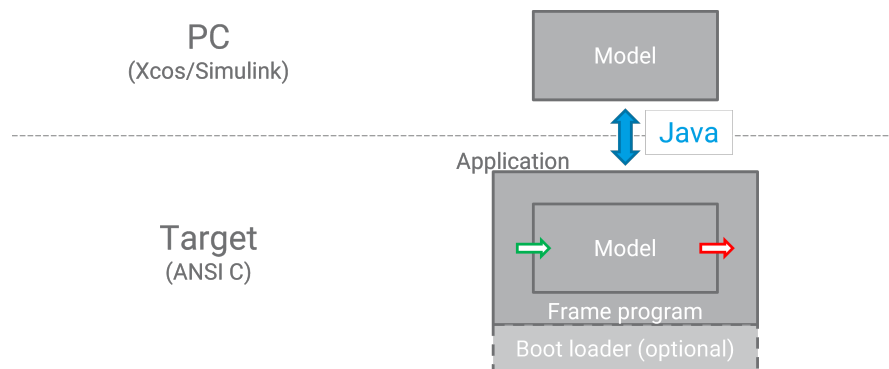 PC
(Xcos/Simulink)
Model
Java
Application
Target
(ANSI C)
Model
Frame program
Boot loader (optional)